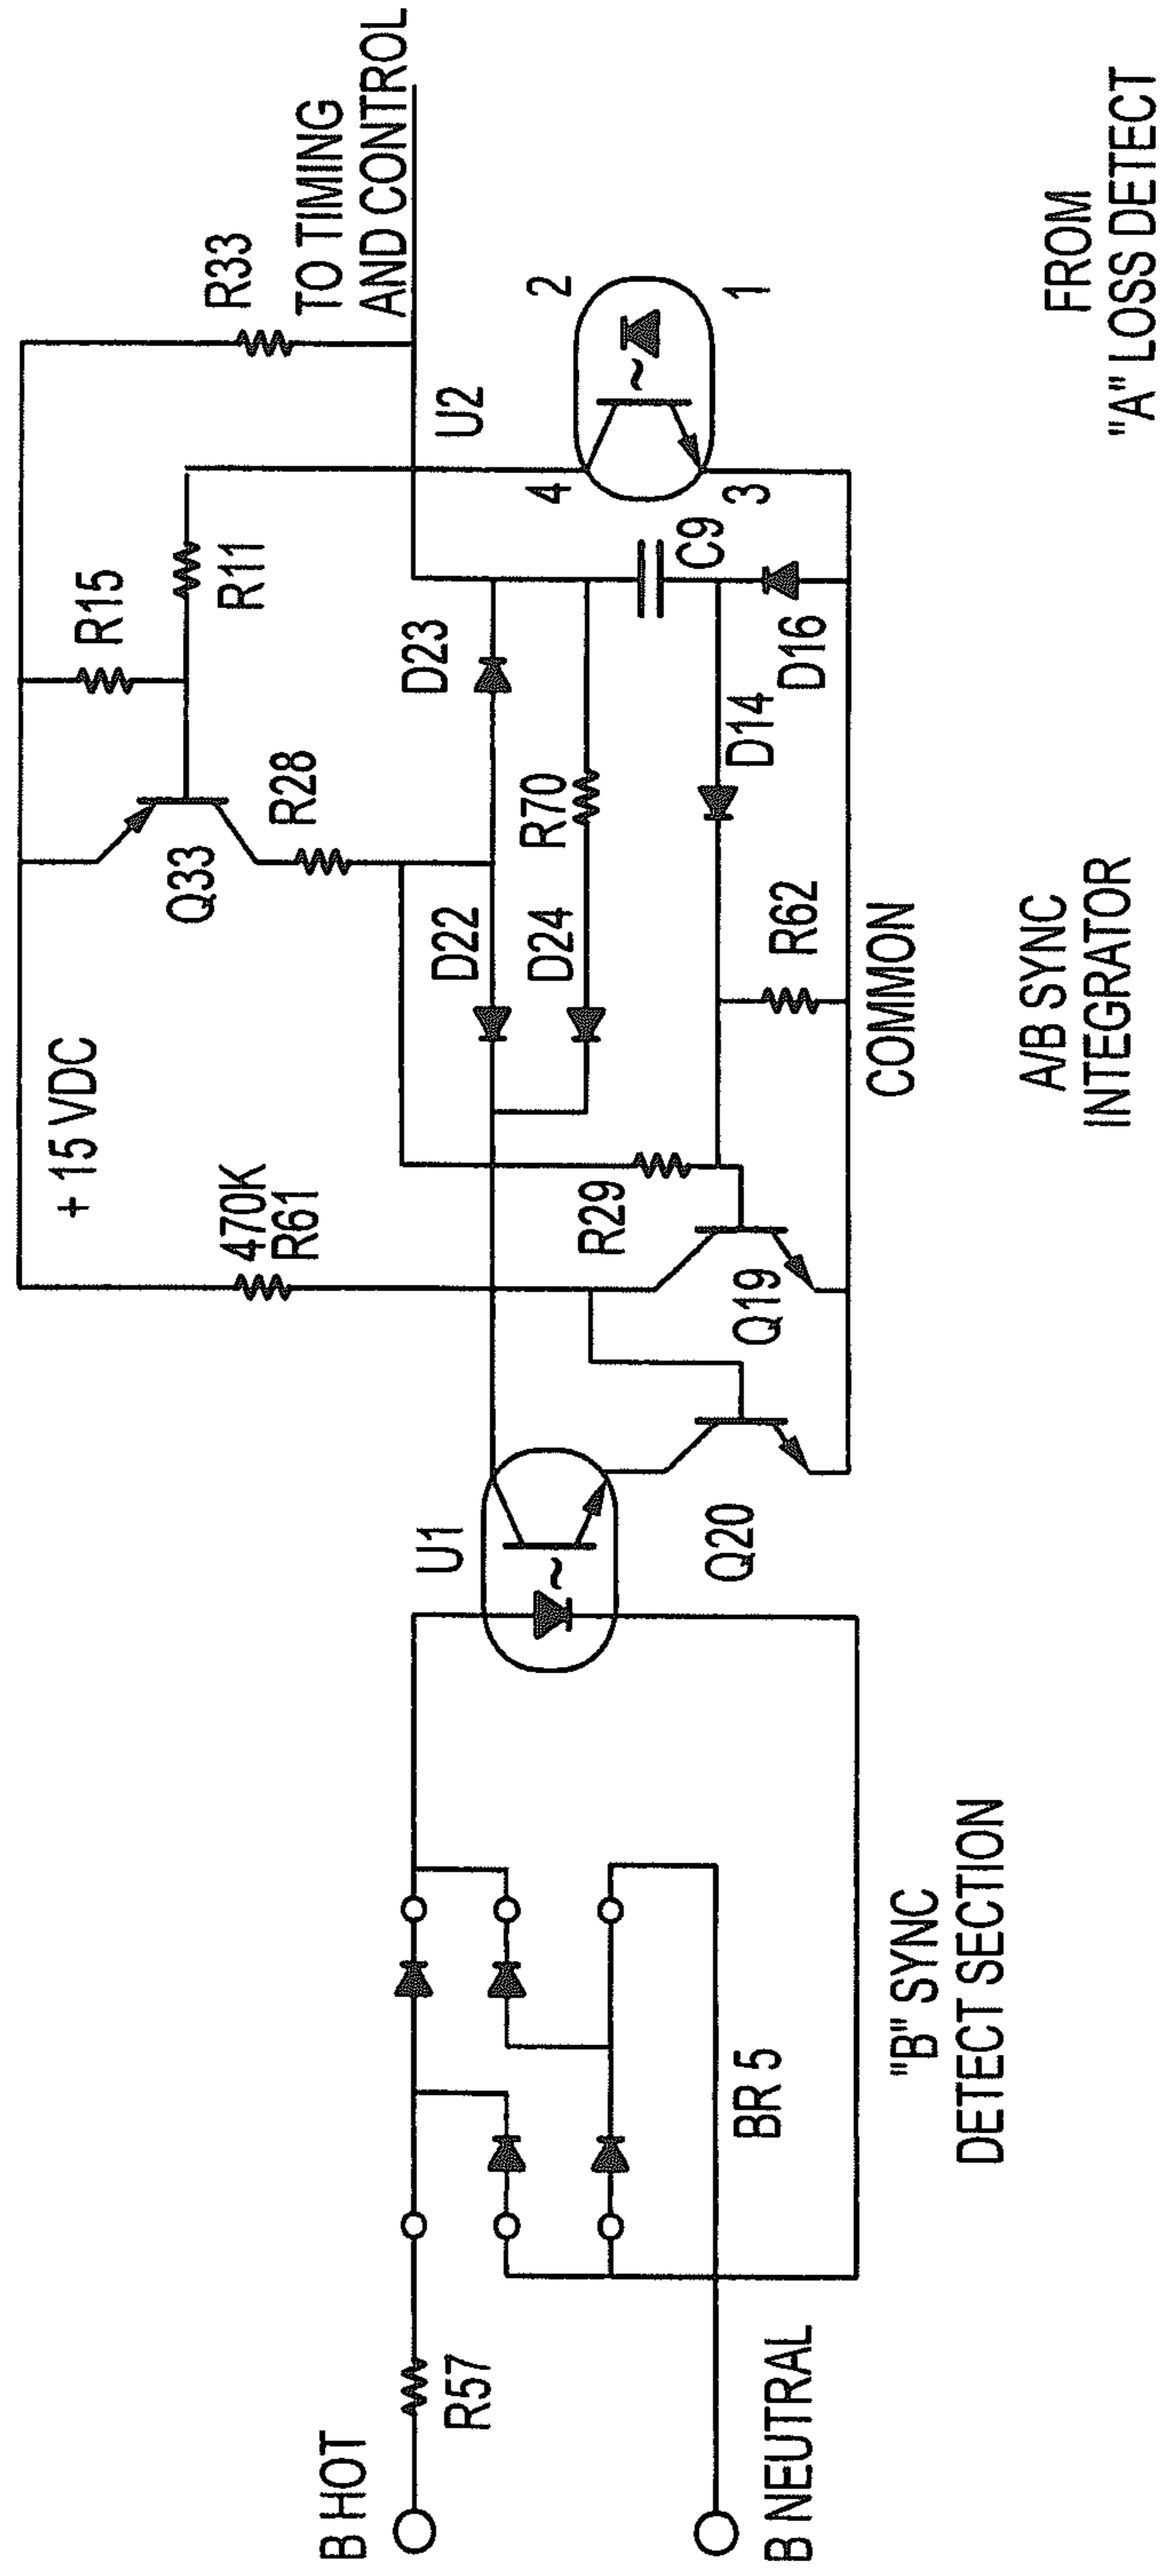 B HOT
R57
B NEUTRAL
BR 5
"B" SYNC
DETECT SECTION
U1
Q20
+ 15 VDC
470K
R61
Q19
R29
Q33
R28
R15
R11
R33
D22
D24
D23
R70
R62
D14
D16
C9
COMMON
A/B SYNC
INTEGRATOR
U2
4
3
2
1
TO TIMING
AND CONTROL
FROM
"A" LOSS DETECT